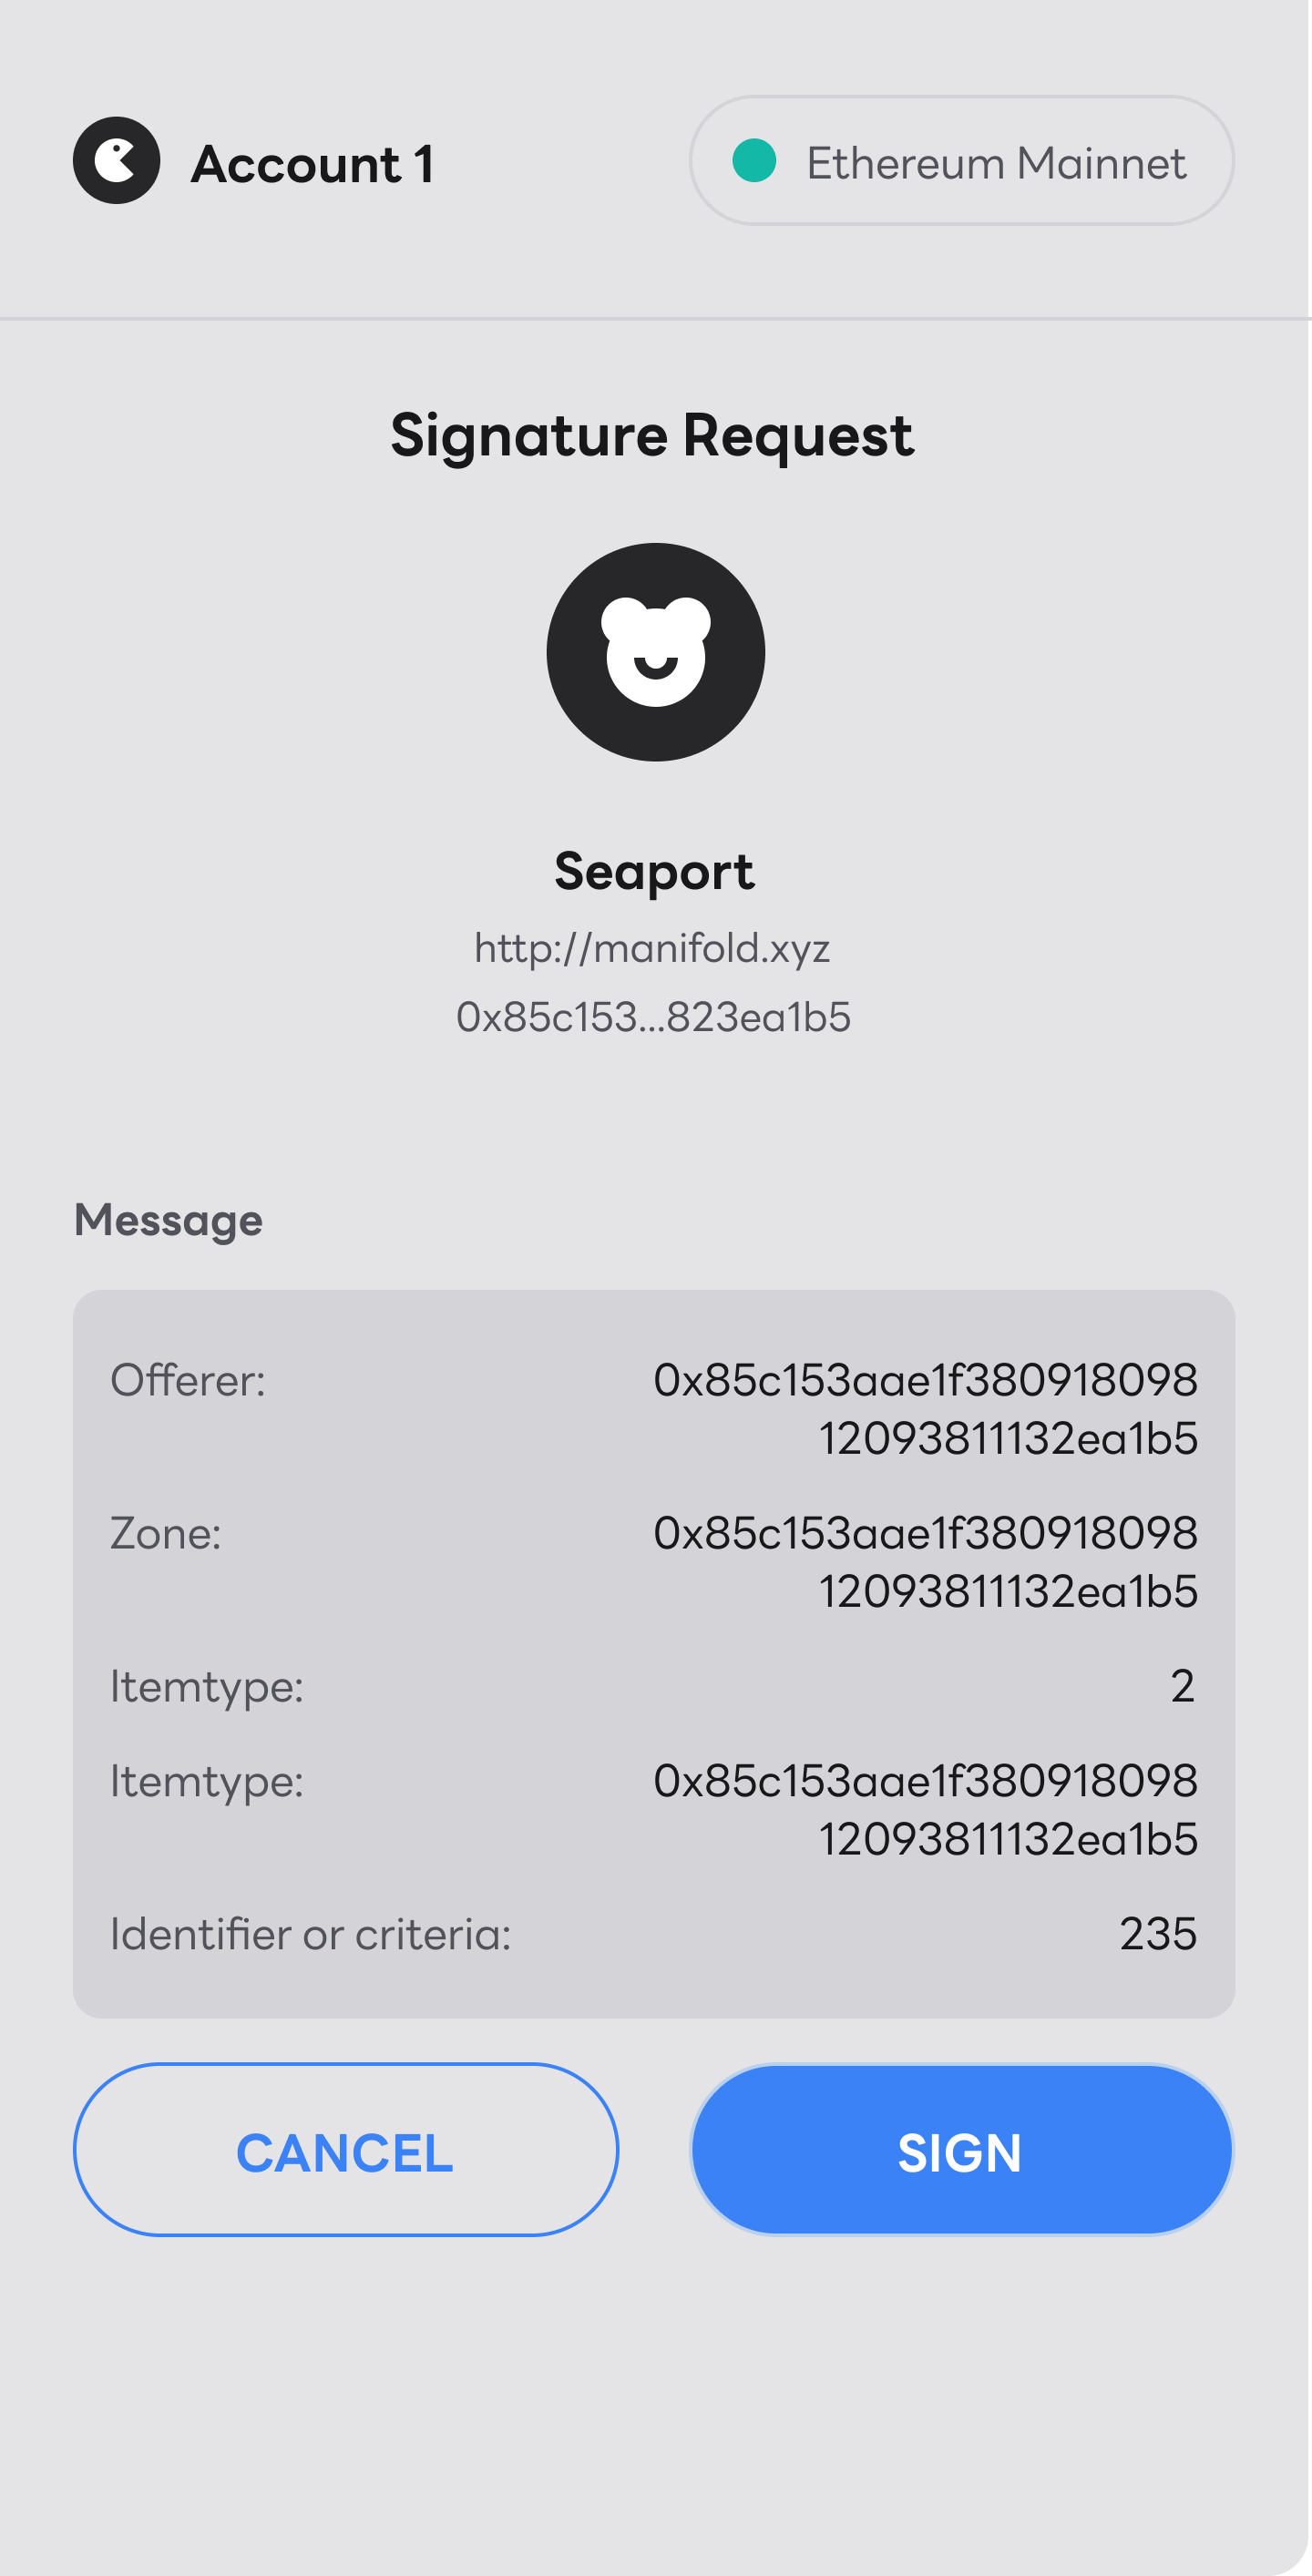 Account 1
Ethereum Mainnet
Signature Request
Seaport
http://manifold.xyz
0x85c153...823ea1b5
Message
Offerer: 0x85c153aae1f380918098
12093811132ea1b5
Zone: 0x85c153aae1f380918098
12093811132ea1b5
Itemtype: 2
Itemtype: 0x85c153aae1f380918098
12093811132ea1b5
Identifier or criteria: 235
CANCEL SIGN